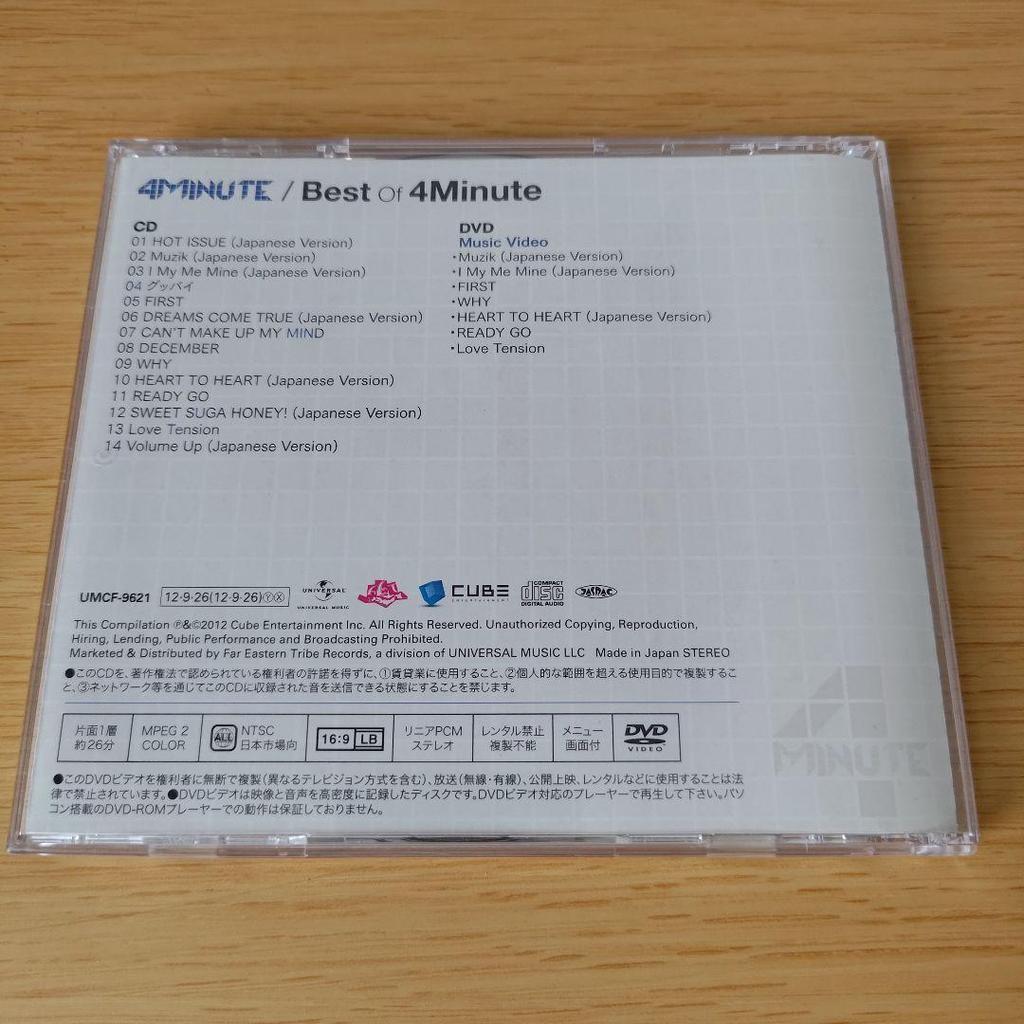 4MINUTE / Best Of 4Minute
CD
01 HOT ISSUE (Japanese Version)
02 Muzik (Japanese Version)
03 I My Me Mine (Japanese Version)
04 グッバイ
05 FIRST
06 DREAMS COME TRUE (Japanese Version)
07 CAN'T MAKE UP MY MIND
08 DECEMBER
09 WHY
10 HEART TO HEART (Japanese Version)
11 READY GO
12 SWEET SUGA HONEY! (Japanese Version)
13 Love Tension
14 Volume Up (Japanese Version)
DVD
Music Video
・Muzik (Japanese Version)
・I My Me Mine (Japanese Version)
・FIRST
・WHY
・HEART TO HEART (Japanese Version)
・READY GO
・Love Tension
UMCF-9621 12・9・26(12・9・26)ⓎⓍ UNIVERSAL UNIVERSAL MUSIC CUBE ENTERTAINMENT COMPACT disc DIGITAL AUDIO JASRAC
This Compilation ℗&©2012 Cube Entertainment Inc. All Rights Reserved. Unauthorized Copying, Reproduction,
Hiring, Lending, Public Performance and Broadcasting Prohibited.
Marketed & Distributed by Far Eastern Tribe Records, a division of UNIVERSAL MUSIC LLC Made in Japan STEREO
●このCDを、著作権法で認められている権利者の許諾を得ずに、①賃貸業に使用すること、②個人的な範囲を超える使用目的で複製するこ
と、③ネットワーク等を通じてこのCDに収録された音を送信できる状態にすることを禁じます。
片面1層 約26分
MPEG 2 COLOR
ALL NTSC 日本市場向
16:9 LB
リニアPCM ステレオ
レンタル禁止 複製不能
メニュー 画面付
DVD VIDEO
4MINUTE
●このDVDビデオを権利者に無断で複製(異なるテレビジョン方式を含む)、放送(無線・有線)、公開上映、レンタルなどに使用することは法
律で禁止されています。●DVDビデオは映像と音声を高密度に記録したディスクです。DVDビデオ対応のプレーヤーで再生して下さい。パソ
コン搭載のDVD-ROMプレーヤーでの動作は保証しておりません。